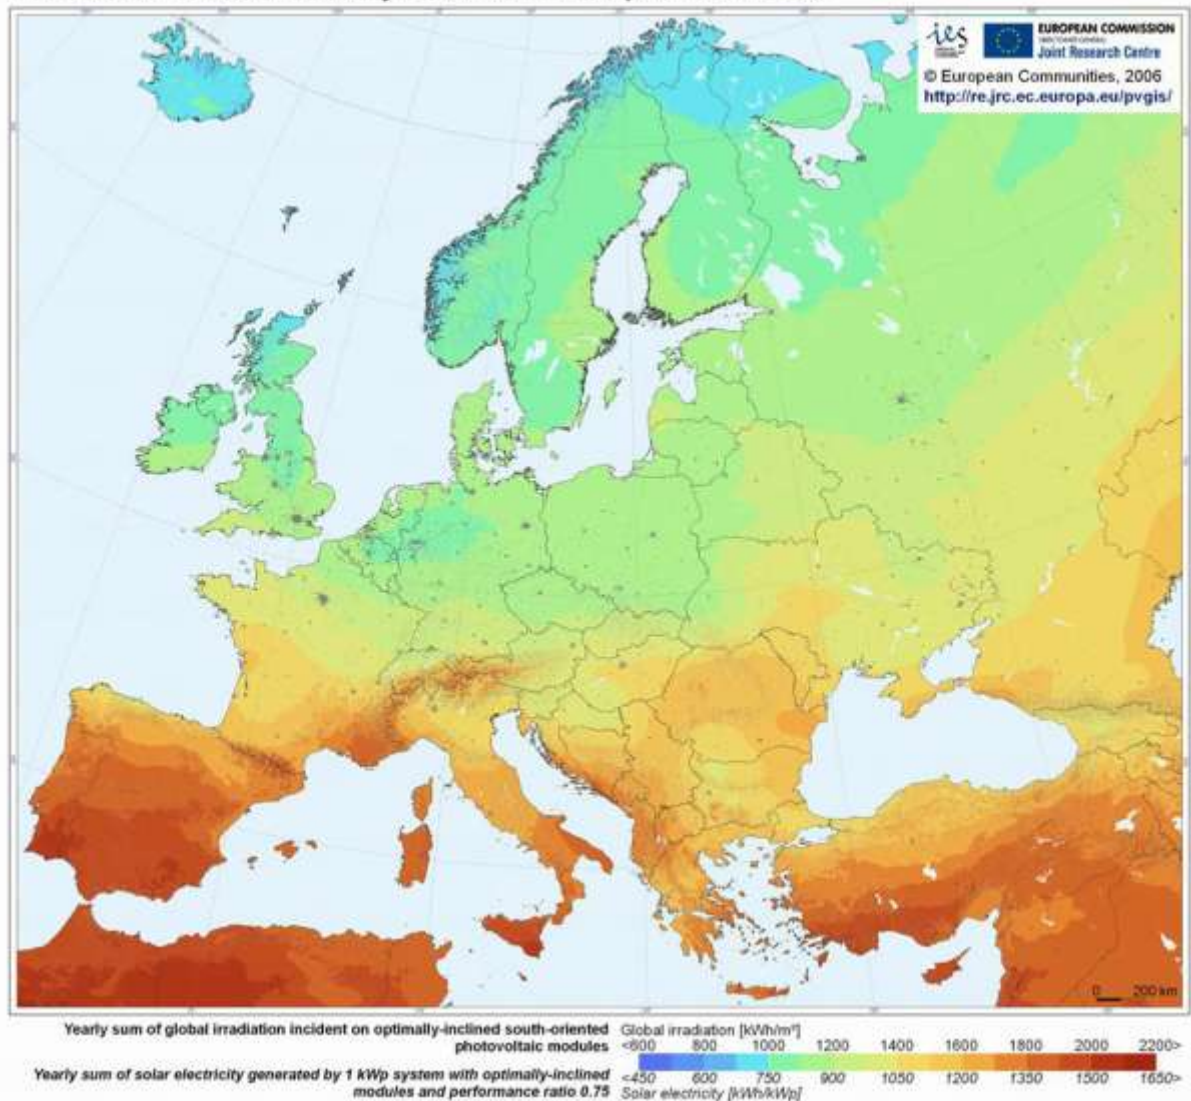 ies
EUROPEAN COMMISSION
Joint Research Centre
© European Communities, 2006
http://re.jrc.ec.europa.eu/pvgis/
0 200 km
Yearly sum of global irradiation incident on optimally-inclined south-oriented
photovoltaic modules
Global irradiation [kWh/m²]
<600 800 1000 1200 1400 1600 1800 2000 2200>
Yearly sum of solar electricity generated by 1 kWp system with optimally-inclined
modules and performance ratio 0.75
<450 600 750 900 1050 1200 1350 1500 1650>
Solar electricity [kWh/kWp]